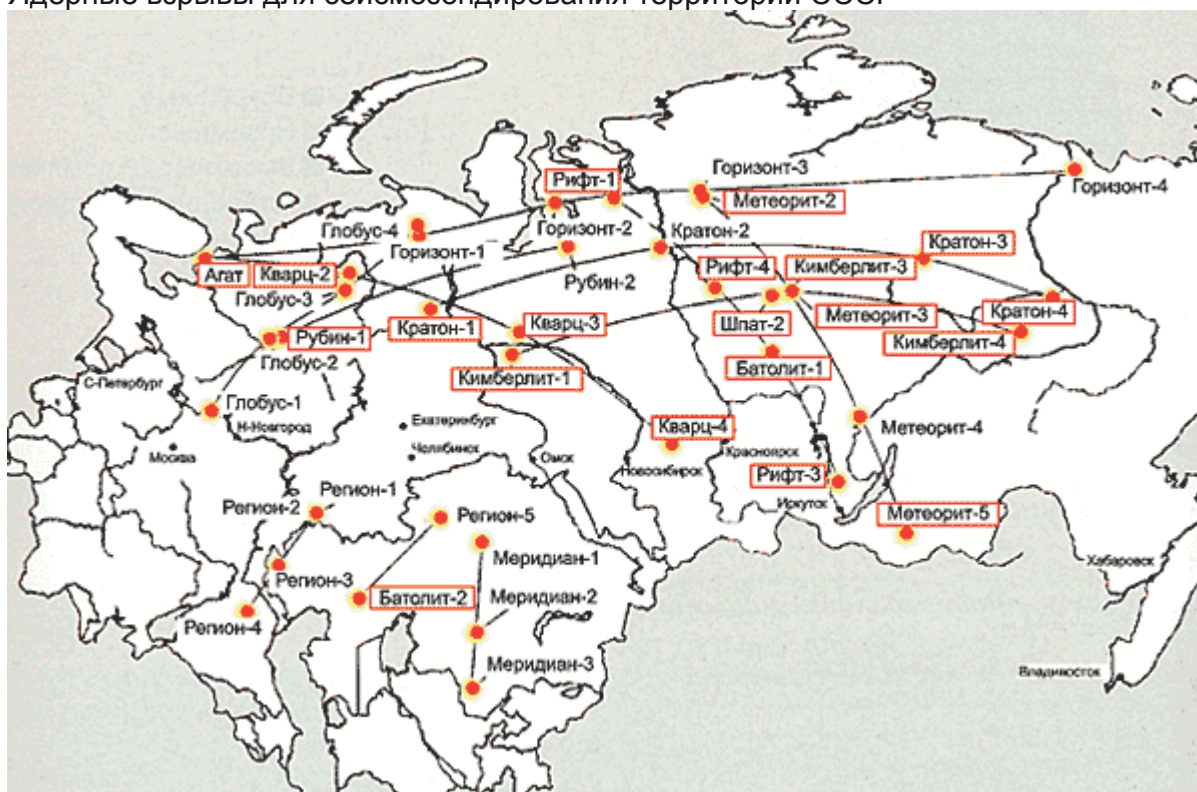 Ядерные взрывы для сейсмозондирования территории СССР
Горизонт-3
Рифт-1
Метеорит-2
Горизонт-4
Глобус-4
Горизонт-2
Кратон-2
Кратон-3
Горизонт-1
Агат
Кварц-2
Рифт-4
Кимберлит-3
Рубин-2
Глобус-3
Кратон-1
Кварц-3
Шпат-2
Метеорит-3
Кратон-4
Рубин-1
Кимберлит-4
Глобус-2
Батолит-1
С-Петербург
Кимберлит-1
Глобус-1
Н-Новгород
Екатеринбург
Кварц-4
Метеорит-4
Москва
Челябинск
Омск
Новосибирск
Красноярск
Рифт-3
Регион-1
Иркутск
Регион-2
Регион-5
Метеорит-5
Меридиан-1
Хабаровск
Регион-3
Батолит-2
Меридиан-2
Регион-4
Меридиан-3
Владивосток